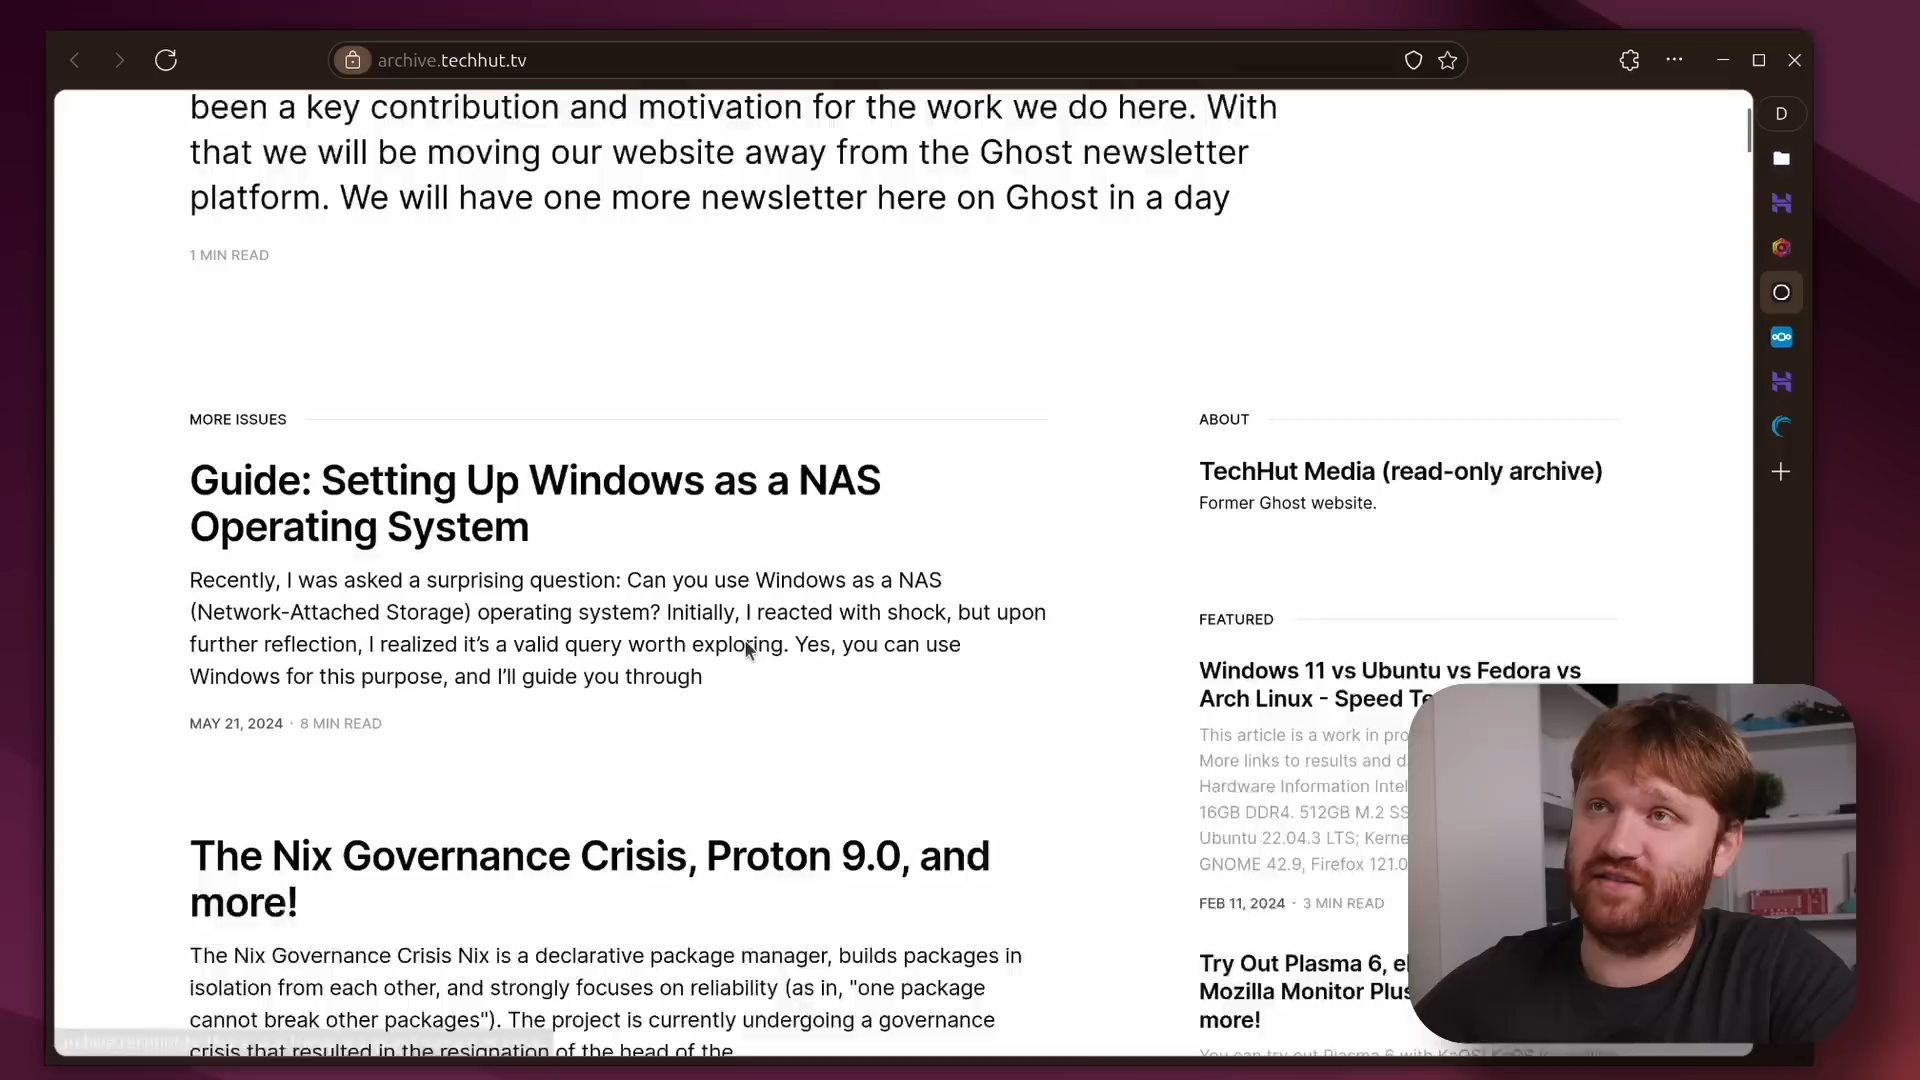 archive.techhut.tv
D
been a key contribution and motivation for the work we do here. With
that we will be moving our website away from the Ghost newsletter
platform. We will have one more newsletter here on Ghost in a day
1 MIN READ
MORE ISSUES
Guide: Setting Up Windows as a NAS
Operating System
Recently, I was asked a surprising question: Can you use Windows as a NAS
(Network-Attached Storage) operating system? Initially, I reacted with shock, but upon
further reflection, I realized it's a valid query worth exploring. Yes, you can use
Windows for this purpose, and I'll guide you through
MAY 21, 2024 · 8 MIN READ
The Nix Governance Crisis, Proton 9.0, and
more!
The Nix Governance Crisis Nix is a declarative package manager, builds packages in
isolation from each other, and strongly focuses on reliability (as in, "one package
cannot break other packages"). The project is currently undergoing a governance
crisis that resulted in the resignation of the head of the
ABOUT
TechHut Media (read-only archive)
Former Ghost website.
FEATURED
Windows 11 vs Ubuntu vs Fedora vs
Arch Linux - Speed
This article is a work in
More links to results and
Hardware Information
16GB DDR4. 512GB M.2
Ubuntu 22.04.3 LTS;
GNOME 42.9, Firefox 121.0
FEB 11, 2024 · 3 MIN READ
Try Out Plasma 6,
Mozilla Monitor
more!
You can try out Plasma 6 with KaOS!